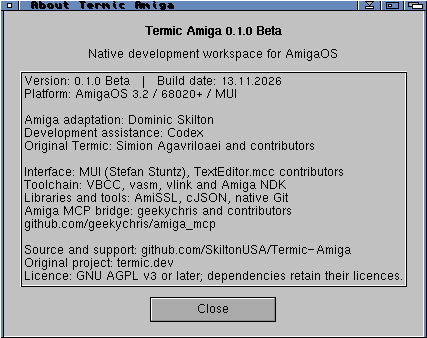 About Termic Amiga
Termic Amiga 0.1.0 Beta
Native development workspace for AmigaOS
Version: 0.1.0 Beta | Build date: 13.11.2026
Platform: AmigaOS 3.2 / 68020+ / MUI
Amiga adaptation: Dominic Skilton
Development assistance: Codex
Original Termic: Simion Agavriloaei and contributors
Interface: MUI (Stefan Stuntz), TextEditor.mcc contributors
Toolchain: VBCC, vasm, vlink and Amiga NDK
Libraries and tools: AmiSSL, cJSON, native Git
Amiga MCP bridge: geekychris and contributors
github.com/geekychris/amiga_mcp
Source and support: github.com/SkiltonUSA/Termic-Amiga
Original project: termic.dev
Licence: GNU AGPL v3 or later; dependencies retain their licences.
Close